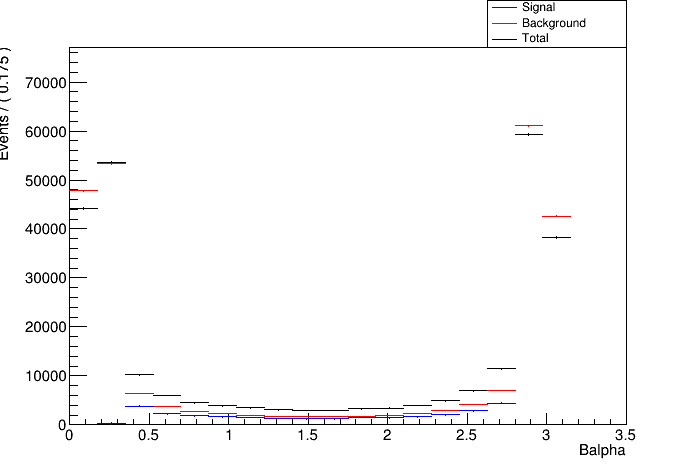 Signal
Background
Total
Events / ( 0.175 )
70000
60000
50000
40000
30000
20000
10000
0
0 0.5 1 1.5 2 2.5 3 3.5
Balpha